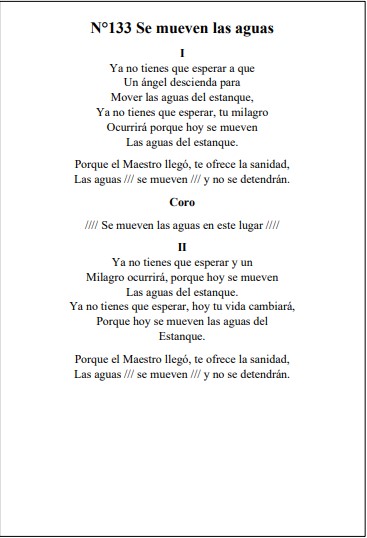 N°133 Se mueven las aguas
I
Ya no tienes que esperar a que
Un ángel descienda para
Mover las aguas del estanque,
Ya no tienes que esperar, tu milagro
Ocurrirá porque hoy se mueven
Las aguas del estanque.
Porque el Maestro llegó, te ofrece la sanidad,
Las aguas /// se mueven /// y no se detendrán.
Coro
//// Se mueven las aguas en este lugar ////
II
Ya no tienes que esperar y un
Milagro ocurrirá, porque hoy se mueven
Las aguas del estanque.
Ya no tienes que esperar, hoy tu vida cambiará,
Porque hoy se mueven las aguas del
Estanque.
Porque el Maestro llegó, te ofrece la sanidad,
Las aguas /// se mueven /// y no se detendrán.